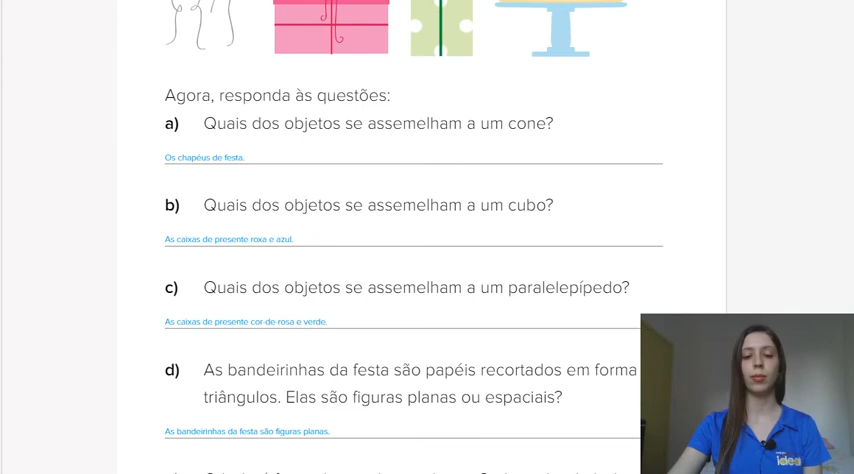 Agora, responda às questões:
a) Quais dos objetos se assemelham a um cone?
Os chapéus de festa.
b) Quais dos objetos se assemelham a um cubo?
As caixas de presente roxa e azul.
c) Quais dos objetos se assemelham a um paralelepípedo?
As caixas de presente cor-de-rosa e verde.
d) As bandeirinhas da festa são papéis recortados em forma
triângulos. Elas são figuras planas ou espaciais?
As bandeirinhas da festa são figuras planas.
idea